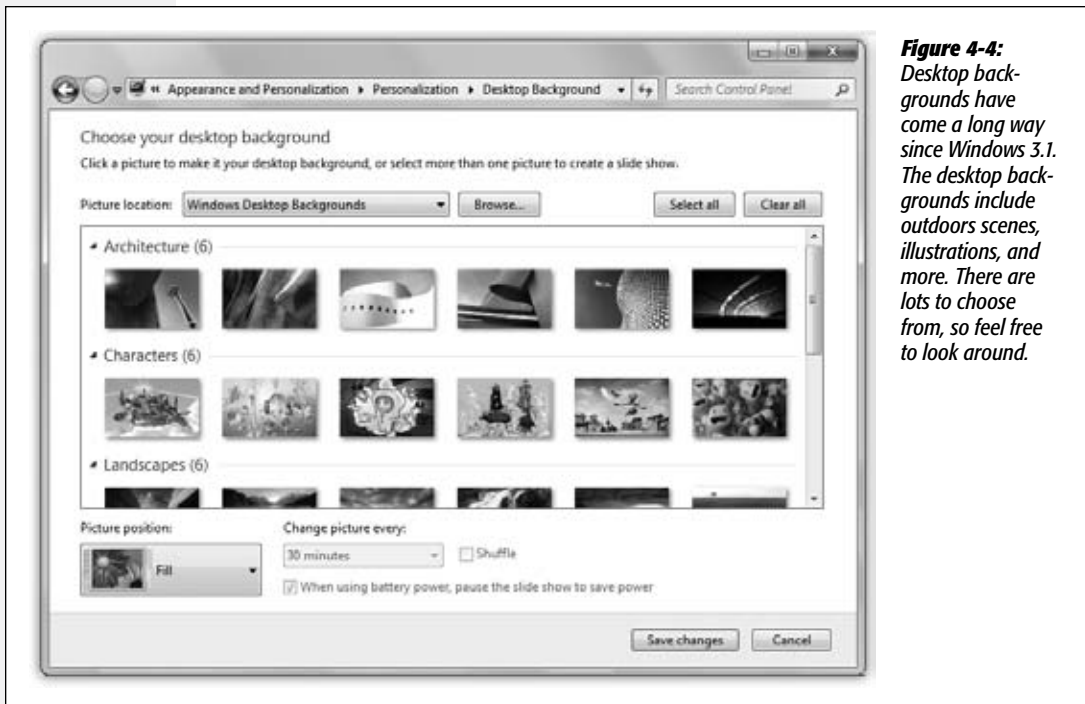 « Appearance and Personalization ▸ Personalization ▸ Desktop Background
Search Control Panel
Choose your desktop background
Click a picture to make it your desktop background, or select more than one picture to create a slide show.
Picture location: Windows Desktop Backgrounds Browse... Select all Clear all
Architecture (6)
Characters (6)
Landscapes (6)
Picture position:
Fill
Change picture every:
30 minutes
Shuffle
When using battery power, pause the slide show to save power
Save changes Cancel
Figure 4-4:
Desktop back-
grounds have
come a long way
since Windows 3.1.
The desktop back-
grounds include
outdoors scenes,
illustrations, and
more. There are
lots to choose
from, so feel free
to look around.